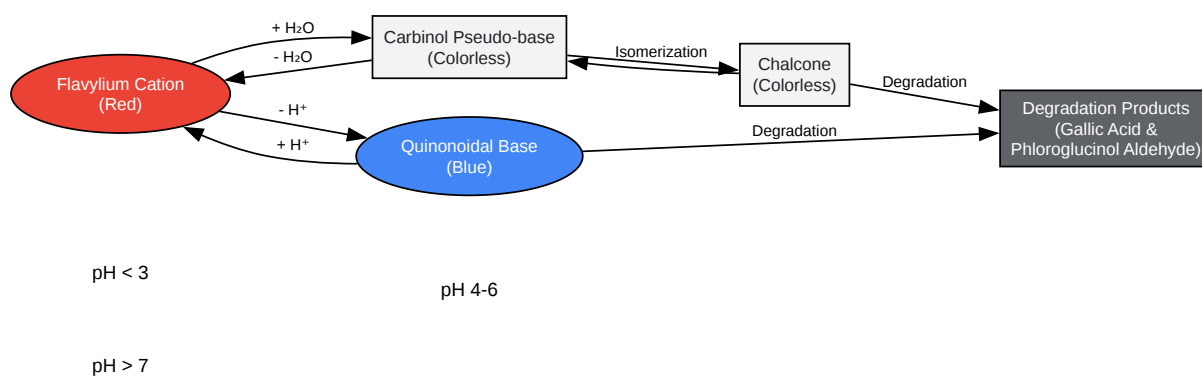 + H₂O
- H₂O
Flavylium Cation
(Red)
Carbinol Pseudo-base
(Colorless)
Isomerization
Chalcone
(Colorless)
Degradation
- H⁺
+ H⁺
Quinonoidal Base
(Blue)
Degradation
Degradation Products
(Gallic Acid &
Phloroglucinol Aldehyde)
pH < 3
pH 4-6
pH > 7